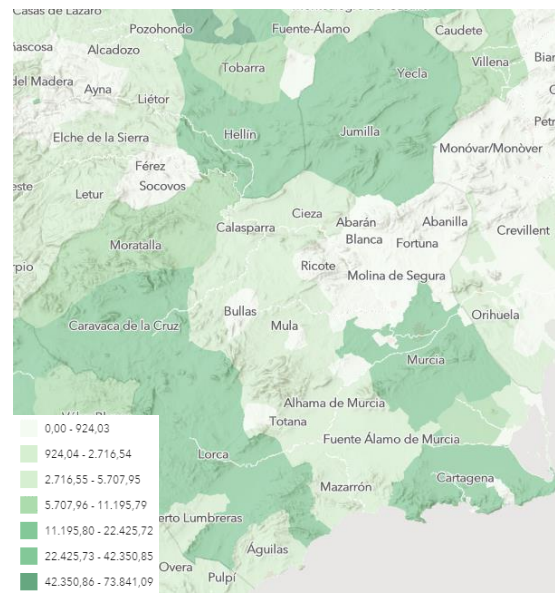 Casas de Lázaro
Pozohondo
Fuente-Álamo
Caudete
Alcadozo
Tobarra
Yecla
Villena
del Madera
Ayna
Liétor
Hellín
Jumilla
Elche de la Sierra
Monóvar/Monòver
Férez
Socovos
Letur
Cieza
Calasparra
Abarán
Abanilla
Crevillent
Blanca
Fortuna
Moratalla
Ricote
Molina de Segura
Bullas
Orihuela
Caravaca de la Cruz
Mula
Murcia
Alhama de Murcia
Totana
Fuente Álamo de Murcia
Lorca
Cartagena
Mazarrón
erto Lumbreras
Águilas
Overa
Pulpí
0,00 - 924,03
924,04 - 2.716,54
2.716,55 - 5.707,95
5.707,96 - 11.195,79
11.195,80 - 22.425,72
22.425,73 - 42.350,85
42.350,86 - 73.841,09